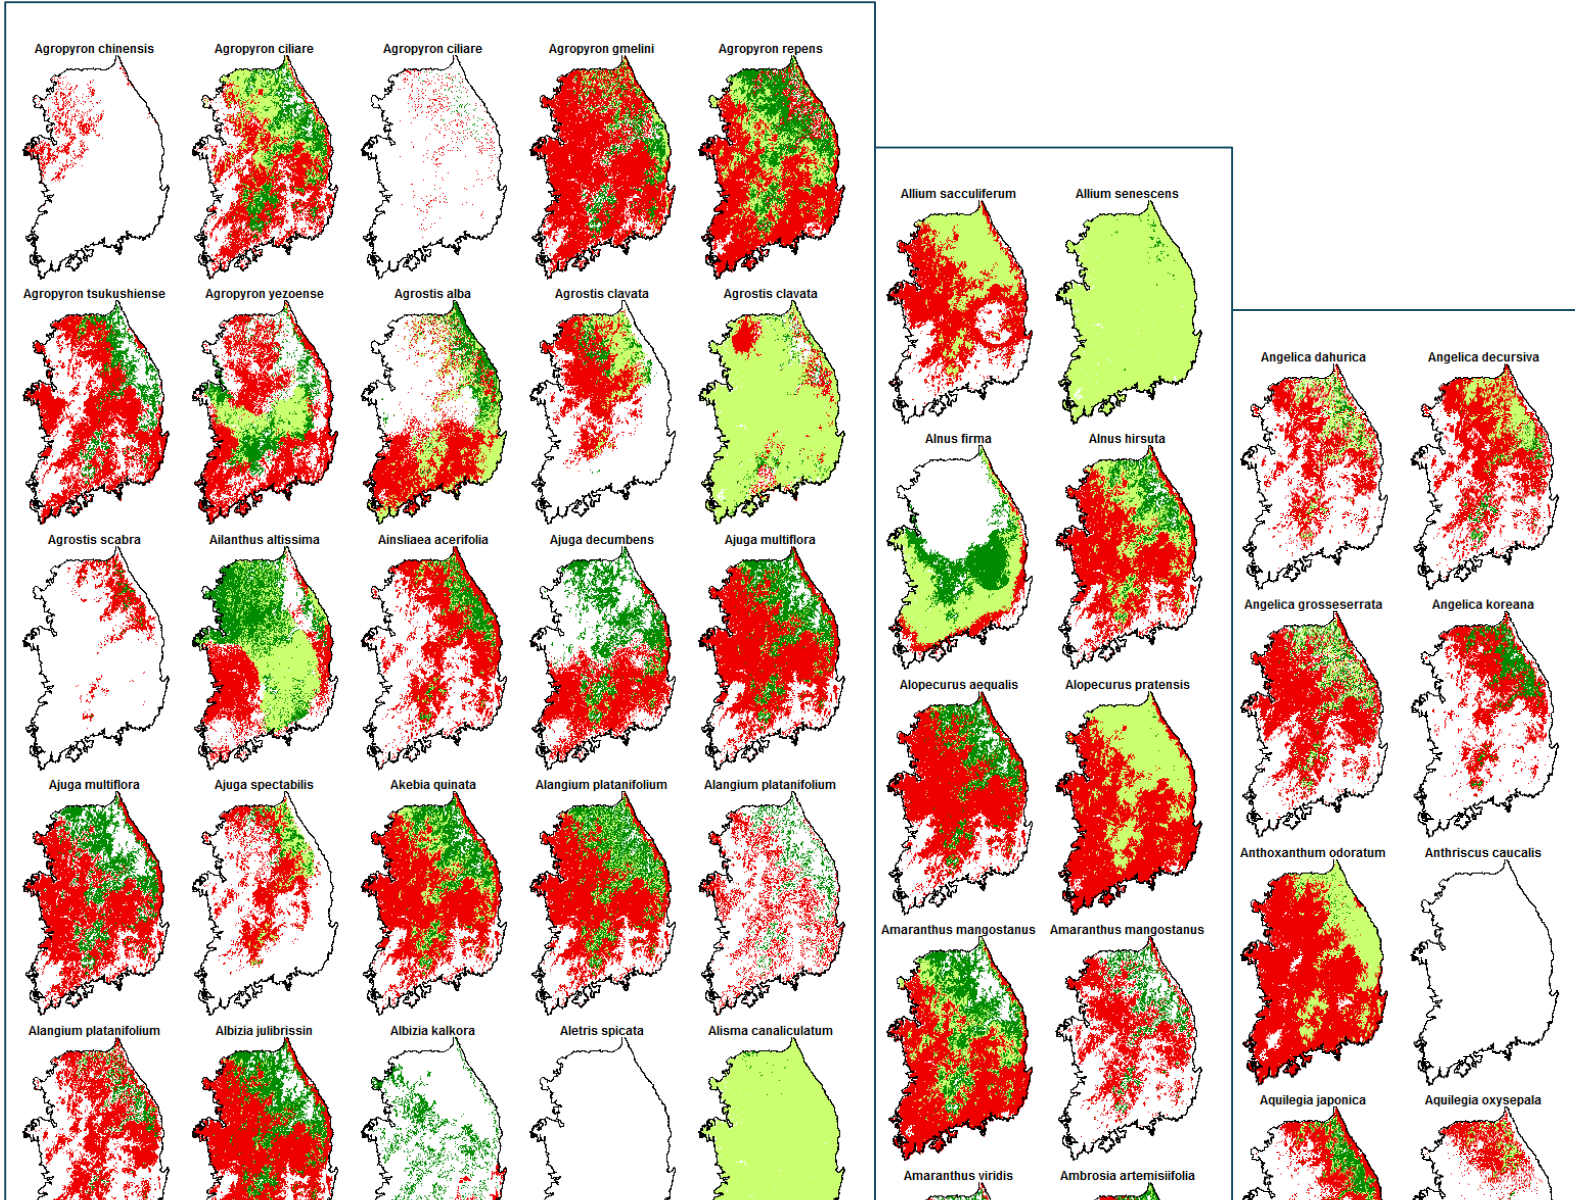 Agropyron chinensis
Agropyron ciliare
Agropyron ciliare
Agropyron gmelini
Agropyron repens
Agropyron tsukushiense
Agropyron yezoense
Agrostis alba
Agrostis clavata
Agrostis clavata
Agrostis scabra
Ailanthus altissima
Ainsliaea acerifolia
Ajuga decumbens
Ajuga multiflora
Ajuga multiflora
Ajuga spectabilis
Akebia quinata
Alangium platanifolium
Alangium platanifolium
Alangium platanifolium
Albizia julibrissin
Albizia kalkora
Aletris spicata
Alisma canaliculatum
Allium sacculiferum
Allium senescens
Alnus firma
Alnus hirsuta
Alopecurus aequalis
Alopecurus pratensis
Amaranthus mangostanus
Amaranthus mangostanus
Amaranthus viridis
Ambrosia artemisiifolia
Angelica dahurica
Angelica decursiva
Angelica grosseserrata
Angelica koreana
Anthoxanthum odoratum
Anthriscus caucalis
Aquilegia japonica
Aquilegia oxysepala